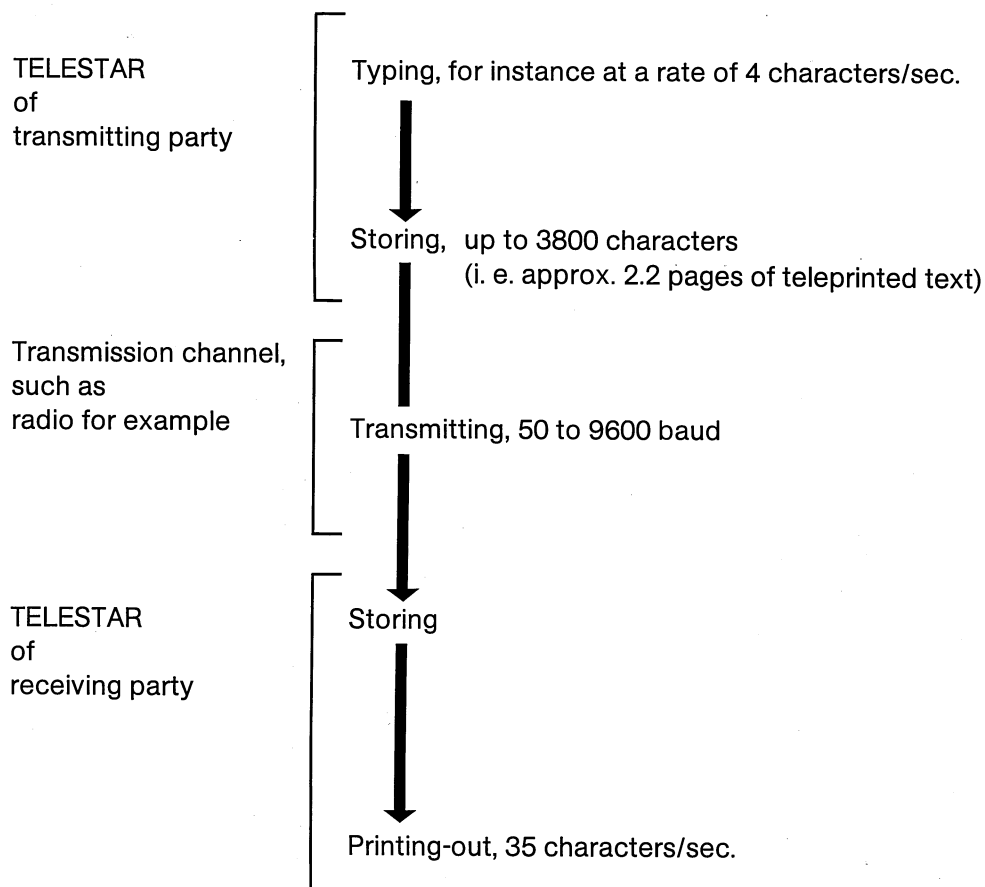 TELESTAR
of
transmitting party
Typing, for instance at a rate of 4 characters/sec.
Storing, up to 3800 characters
(i. e. approx. 2.2 pages of teleprinted text)
Transmission channel,
such as
radio for example
Transmitting, 50 to 9600 baud
TELESTAR
of
receiving party
Storing
Printing-out, 35 characters/sec.